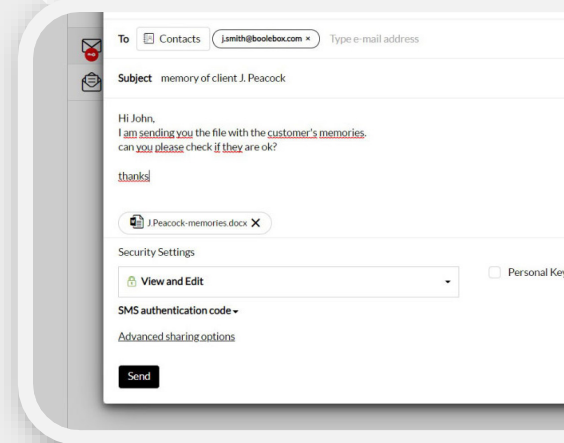 To Contacts j.smith@boolebox.com × Type e-mail address
Subject memory of client J. Peacock
Hi John,
I am sending you the file with the customer's memories.
can you please check if they are ok?
thanks
J.Peacock-memories.docx X
Security Settings
View and Edit
Personal Key
SMS authentication code
Advanced sharing options
Send